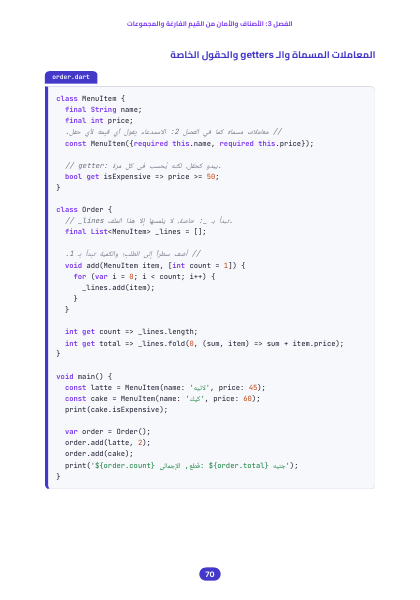 الفصل 3: الأصناف والأمان من القيم الفارغة والمجموعات
المعاملات المسماة والـ getters والحقول الخاصة
order.dart
class MenuItem {
  final String name;
  final int price;
  // معاملات مسماة كما في الفصل 2: الاستدعاء يقول أي قيمة لأي حقل.
  const MenuItem({required this.name, required this.price});

  // getter: يبدو كحقل، لكنه يُحسب في كل مرة.
  bool get isExpensive => price >= 50;
}

class Order {
  // _lines تبدأ بـ _: خاصة، لا يلمسها إلا هذا الملف.
  final List<MenuItem> _lines = [];

  // أضف سطراً إلى الطلب؛ والكمية تبدأ بـ 1.
  void add(MenuItem item, [int count = 1]) {
    for (var i = 0; i < count; i++) {
      _lines.add(item);
    }
  }

  int get count => _lines.length;
  int get total => _lines.fold(0, (sum, item) => sum + item.price);
}

void main() {
  const latte = MenuItem(name: 'لاتيه', price: 45);
  const cake = MenuItem(name: 'كيك', price: 60);
  print(cake.isExpensive);

  var order = Order();
  order.add(latte, 2);
  order.add(cake);
  print('${order.count} قطع, الإجمالي: ${order.total} جنيه');
}
70